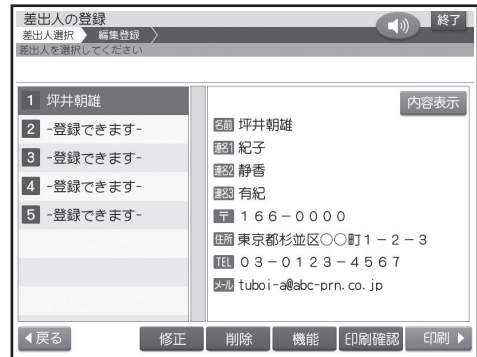 差出人の登録
終了
差出人選択 編集登録
差出人を選択してください
1 坪井朝雄
2 -登録できます-
3 -登録できます-
4 -登録できます-
5 -登録できます-
内容表示
名前 坪井朝雄
連名1 紀子
連名2 静香
連名3 有紀
〒 166-0000
住所 東京都杉並区○○町1-2-3
TEL 03-0123-4567
メール tuboi-a@abc-prn.co.jp
戻る 修正 削除 機能 印刷確認 印刷